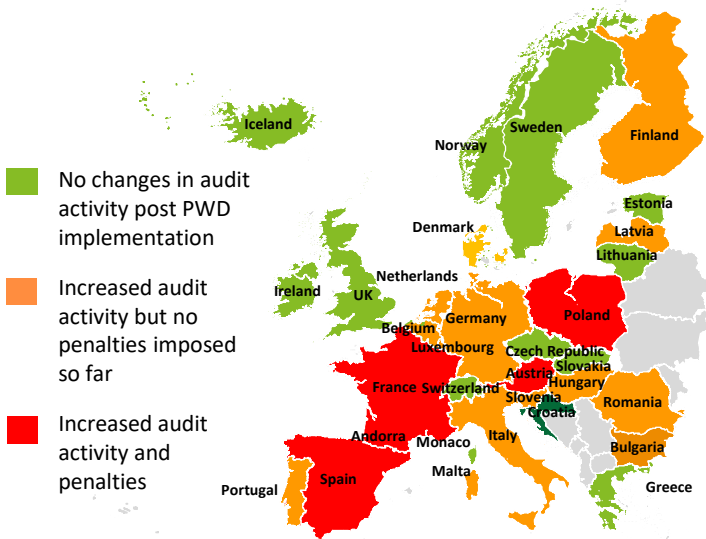 Iceland
Sweden
Norway
Finland
No changes in audit
activity post PWD
implementation
Estonia
Denmark
Latvia
Lithuania
Netherlands
Ireland
UK
Increased audit
activity but no
penalties imposed
so far
Poland
Germany
Belgium
Luxembourg
Czech Republic
Slovakia
Austria
France
Switzerland
Hungary
Slovenia
Romania
Croatia
Increased audit
activity and
penalties
Andorra
Monaco
Italy
Bulgaria
Malta
Spain
Portugal
Greece